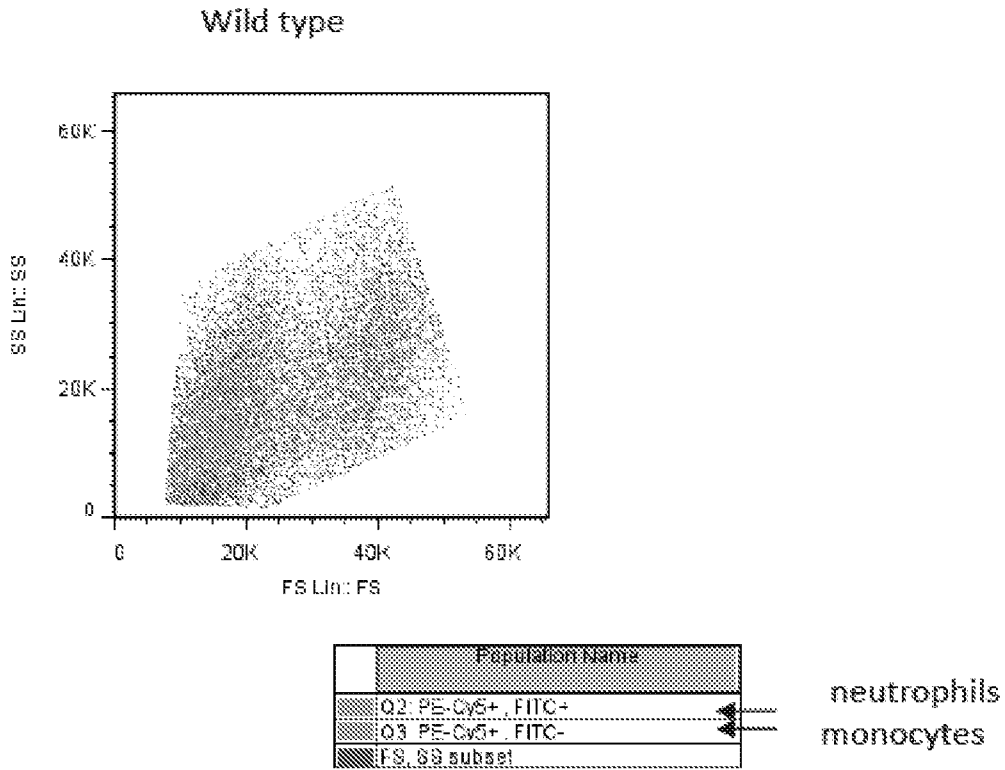 Wild type
60K
SS Lin:: SS
40K
20K
0
0 20K 40K 60K
FS Lin:: FS
Population Name
Q2: PE-Cy5+ , FITC+
neutrophils
Q3: PE-Cy5+ , FITC-
monocytes
FS, SS subset